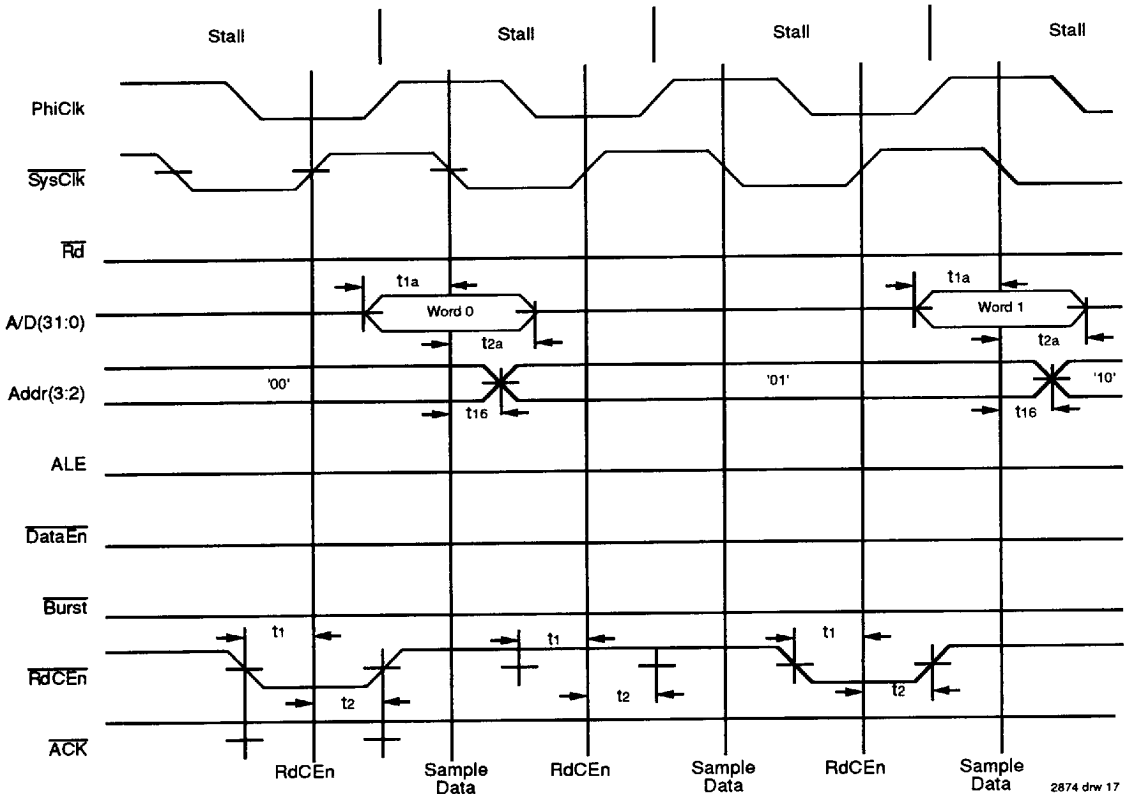 Stall Stall Stall Stall
PhiClk
SysClk
Rd
t1a t1a
A/D(31:0) Word 0 Word 1
t2a t2a
Addr(3:2) '00' '01' '10'
t16 t16
ALE
DataEn
Burst
t1 t1 t1
RdCEn
t2 t2 t2
ACK
RdCEn Sample Data RdCEn Sample Data RdCEn Sample Data
2874 drw 17